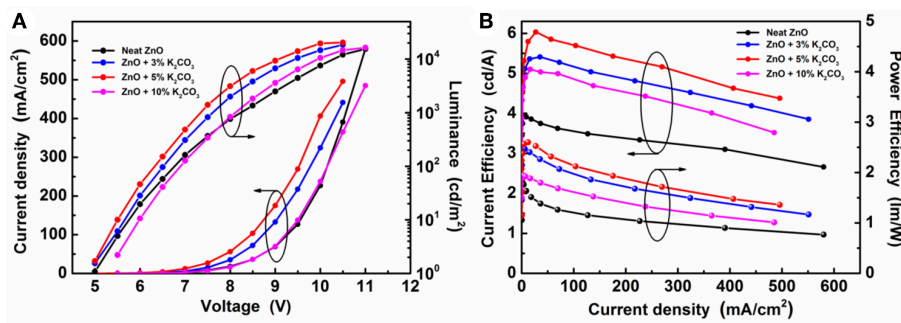 A
Current density (mA/cm²)
600
500
400
300
200
100
0
Neat ZnO
ZnO + 3% K₂CO₃
ZnO + 5% K₂CO₃
ZnO + 10% K₂CO₃
5 6 7 8 9 10 11
Voltage (V)
10⁴
10³
10²
10¹
10⁰
Luminance (cd/m²)
B
Current Efficiency (cd/A)
6
5
4
3
2
1
0
Neat ZnO
ZnO + 3% K₂CO₃
ZnO + 5% K₂CO₃
ZnO + 10% K₂CO₃
0 100 200 300 400 500 600
Current density (mA/cm²)
5
4
3
2
1
0
Power Efficiency (lm/W)